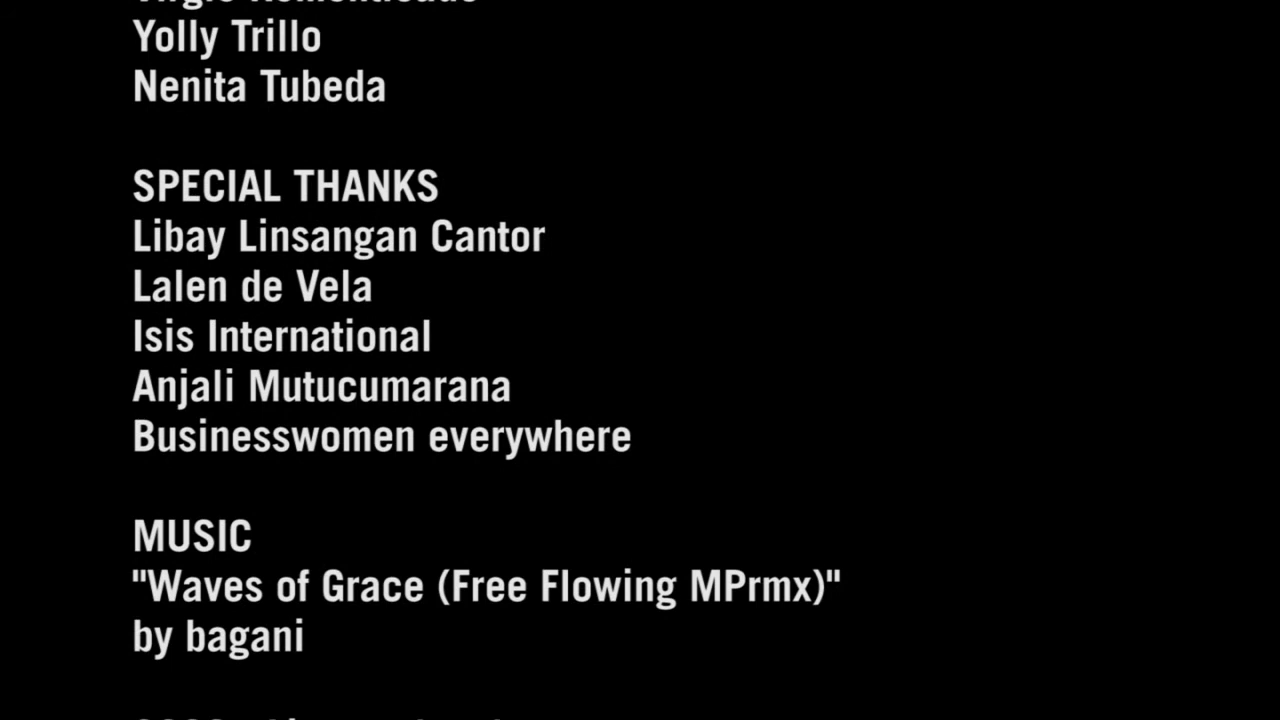 Yolly Trillo
Nenita Tubeda
SPECIAL THANKS
Libay Linsangan Cantor
Lalen de Vela
Isis International
Anjali Mutucumarana
Businesswomen everywhere
MUSIC
"Waves of Grace (Free Flowing MPrmx)"
by bagani